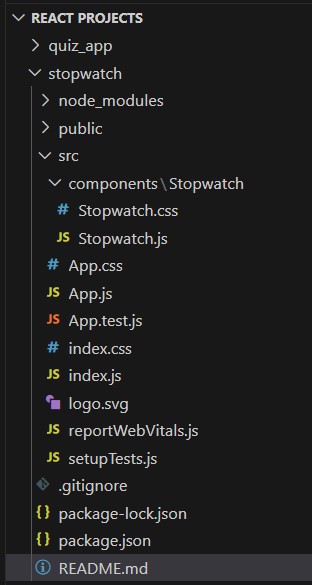 REACT PROJECTS
quiz_app
stopwatch
node_modules
public
src
components\Stopwatch
# Stopwatch.css
JS Stopwatch.js
# App.css
JS App.js
JS App.test.js
# index.css
JS index.js
logo.svg
JS reportWebVitals.js
JS setupTests.js
.gitignore
{ } package-lock.json
{ } package.json
README.md